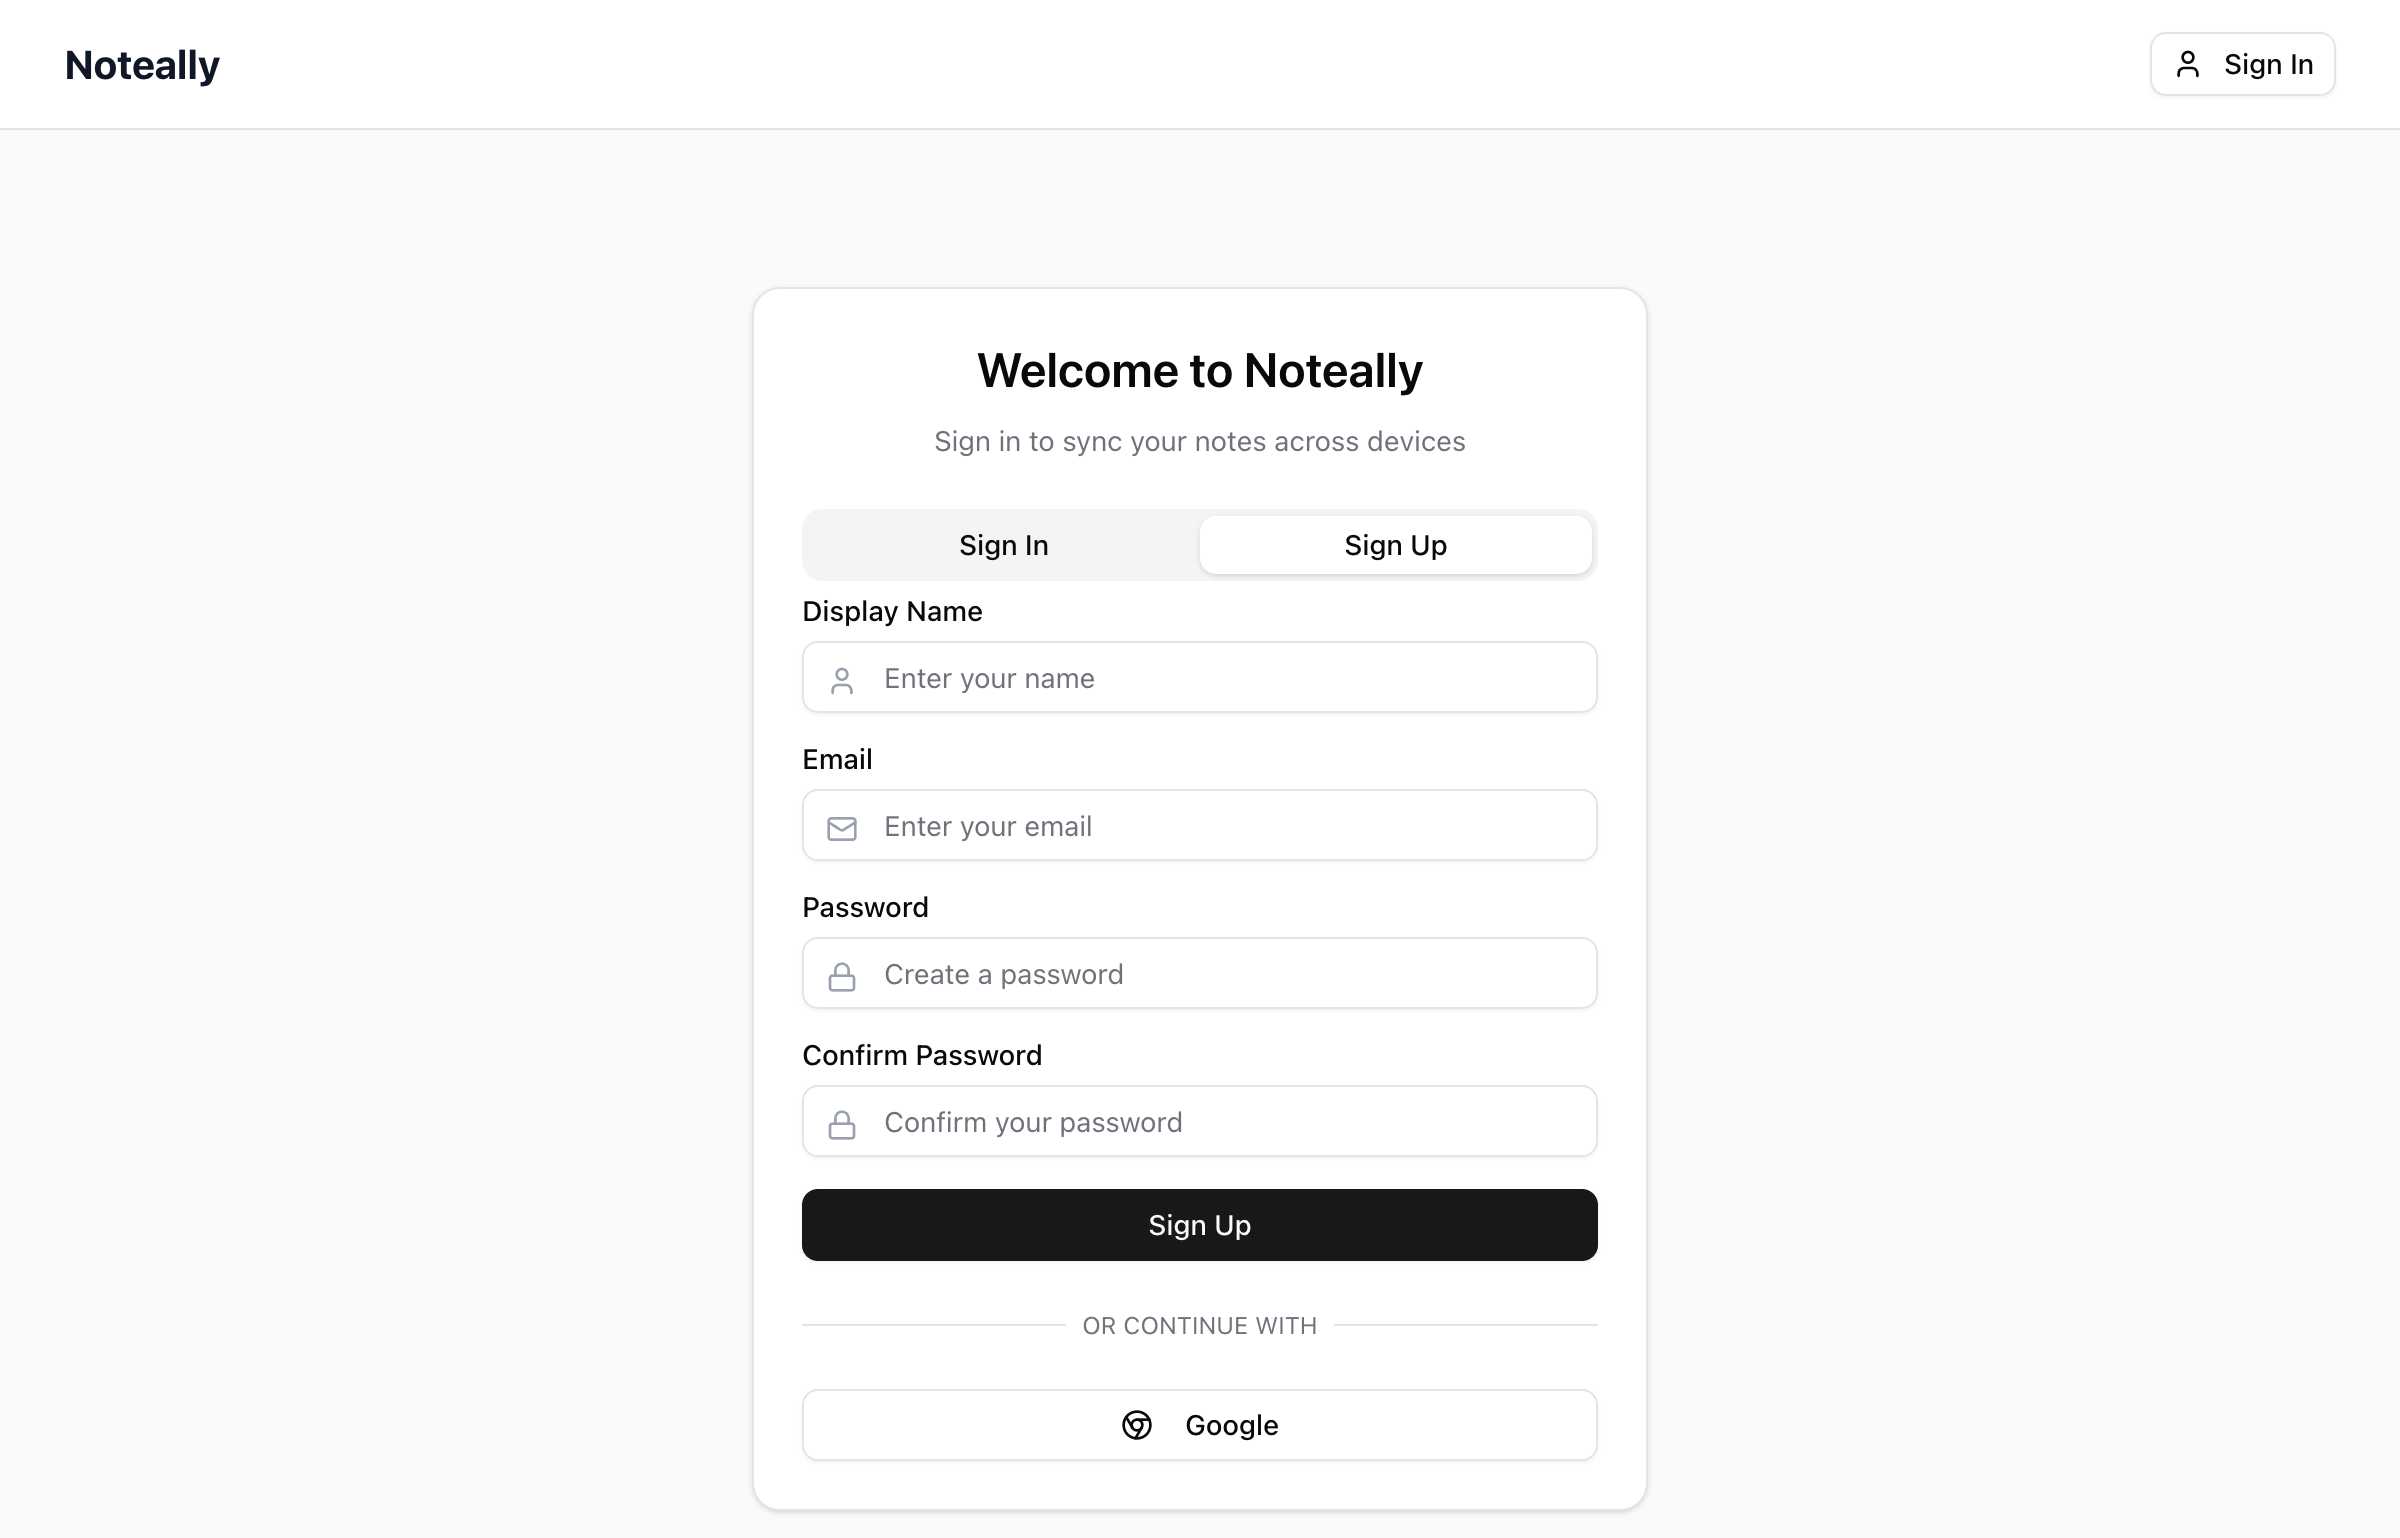 Noteally
Sign In
Welcome to Noteally
Sign in to sync your notes across devices
Sign In
Sign Up
Display Name
Enter your name
Email
Enter your email
Password
Create a password
Confirm Password
Confirm your password
Sign Up
OR CONTINUE WITH
Google